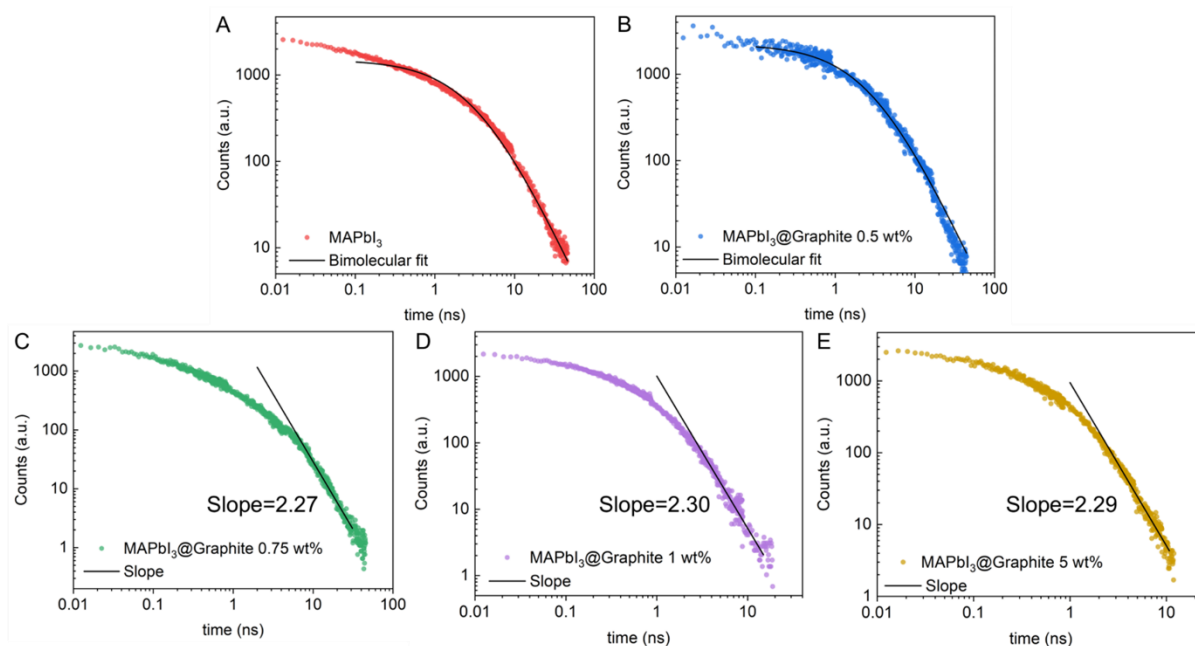 A
Counts (a.u.)
1000
100
10
MAPbI₃
Bimolecular fit
0.01 0.1 1 10 100
time (ns)
B
Counts (a.u.)
1000
100
10
MAPbI₃@Graphite 0.5 wt%
Bimolecular fit
0.01 0.1 1 10 100
time (ns)
C
Counts (a.u.)
1000
100
10
1
Slope=2.27
MAPbI₃@Graphite 0.75 wt%
Slope
0.01 0.1 1 10 100
time (ns)
D
Counts (a.u.)
1000
100
10
1
Slope=2.30
MAPbI₃@Graphite 1 wt%
Slope
0.01 0.1 1 10
time (ns)
E
Counts (a.u.)
1000
100
10
1
Slope=2.29
MAPbI₃@Graphite 5 wt%
Slope
0.01 0.1 1 10
time (ns)